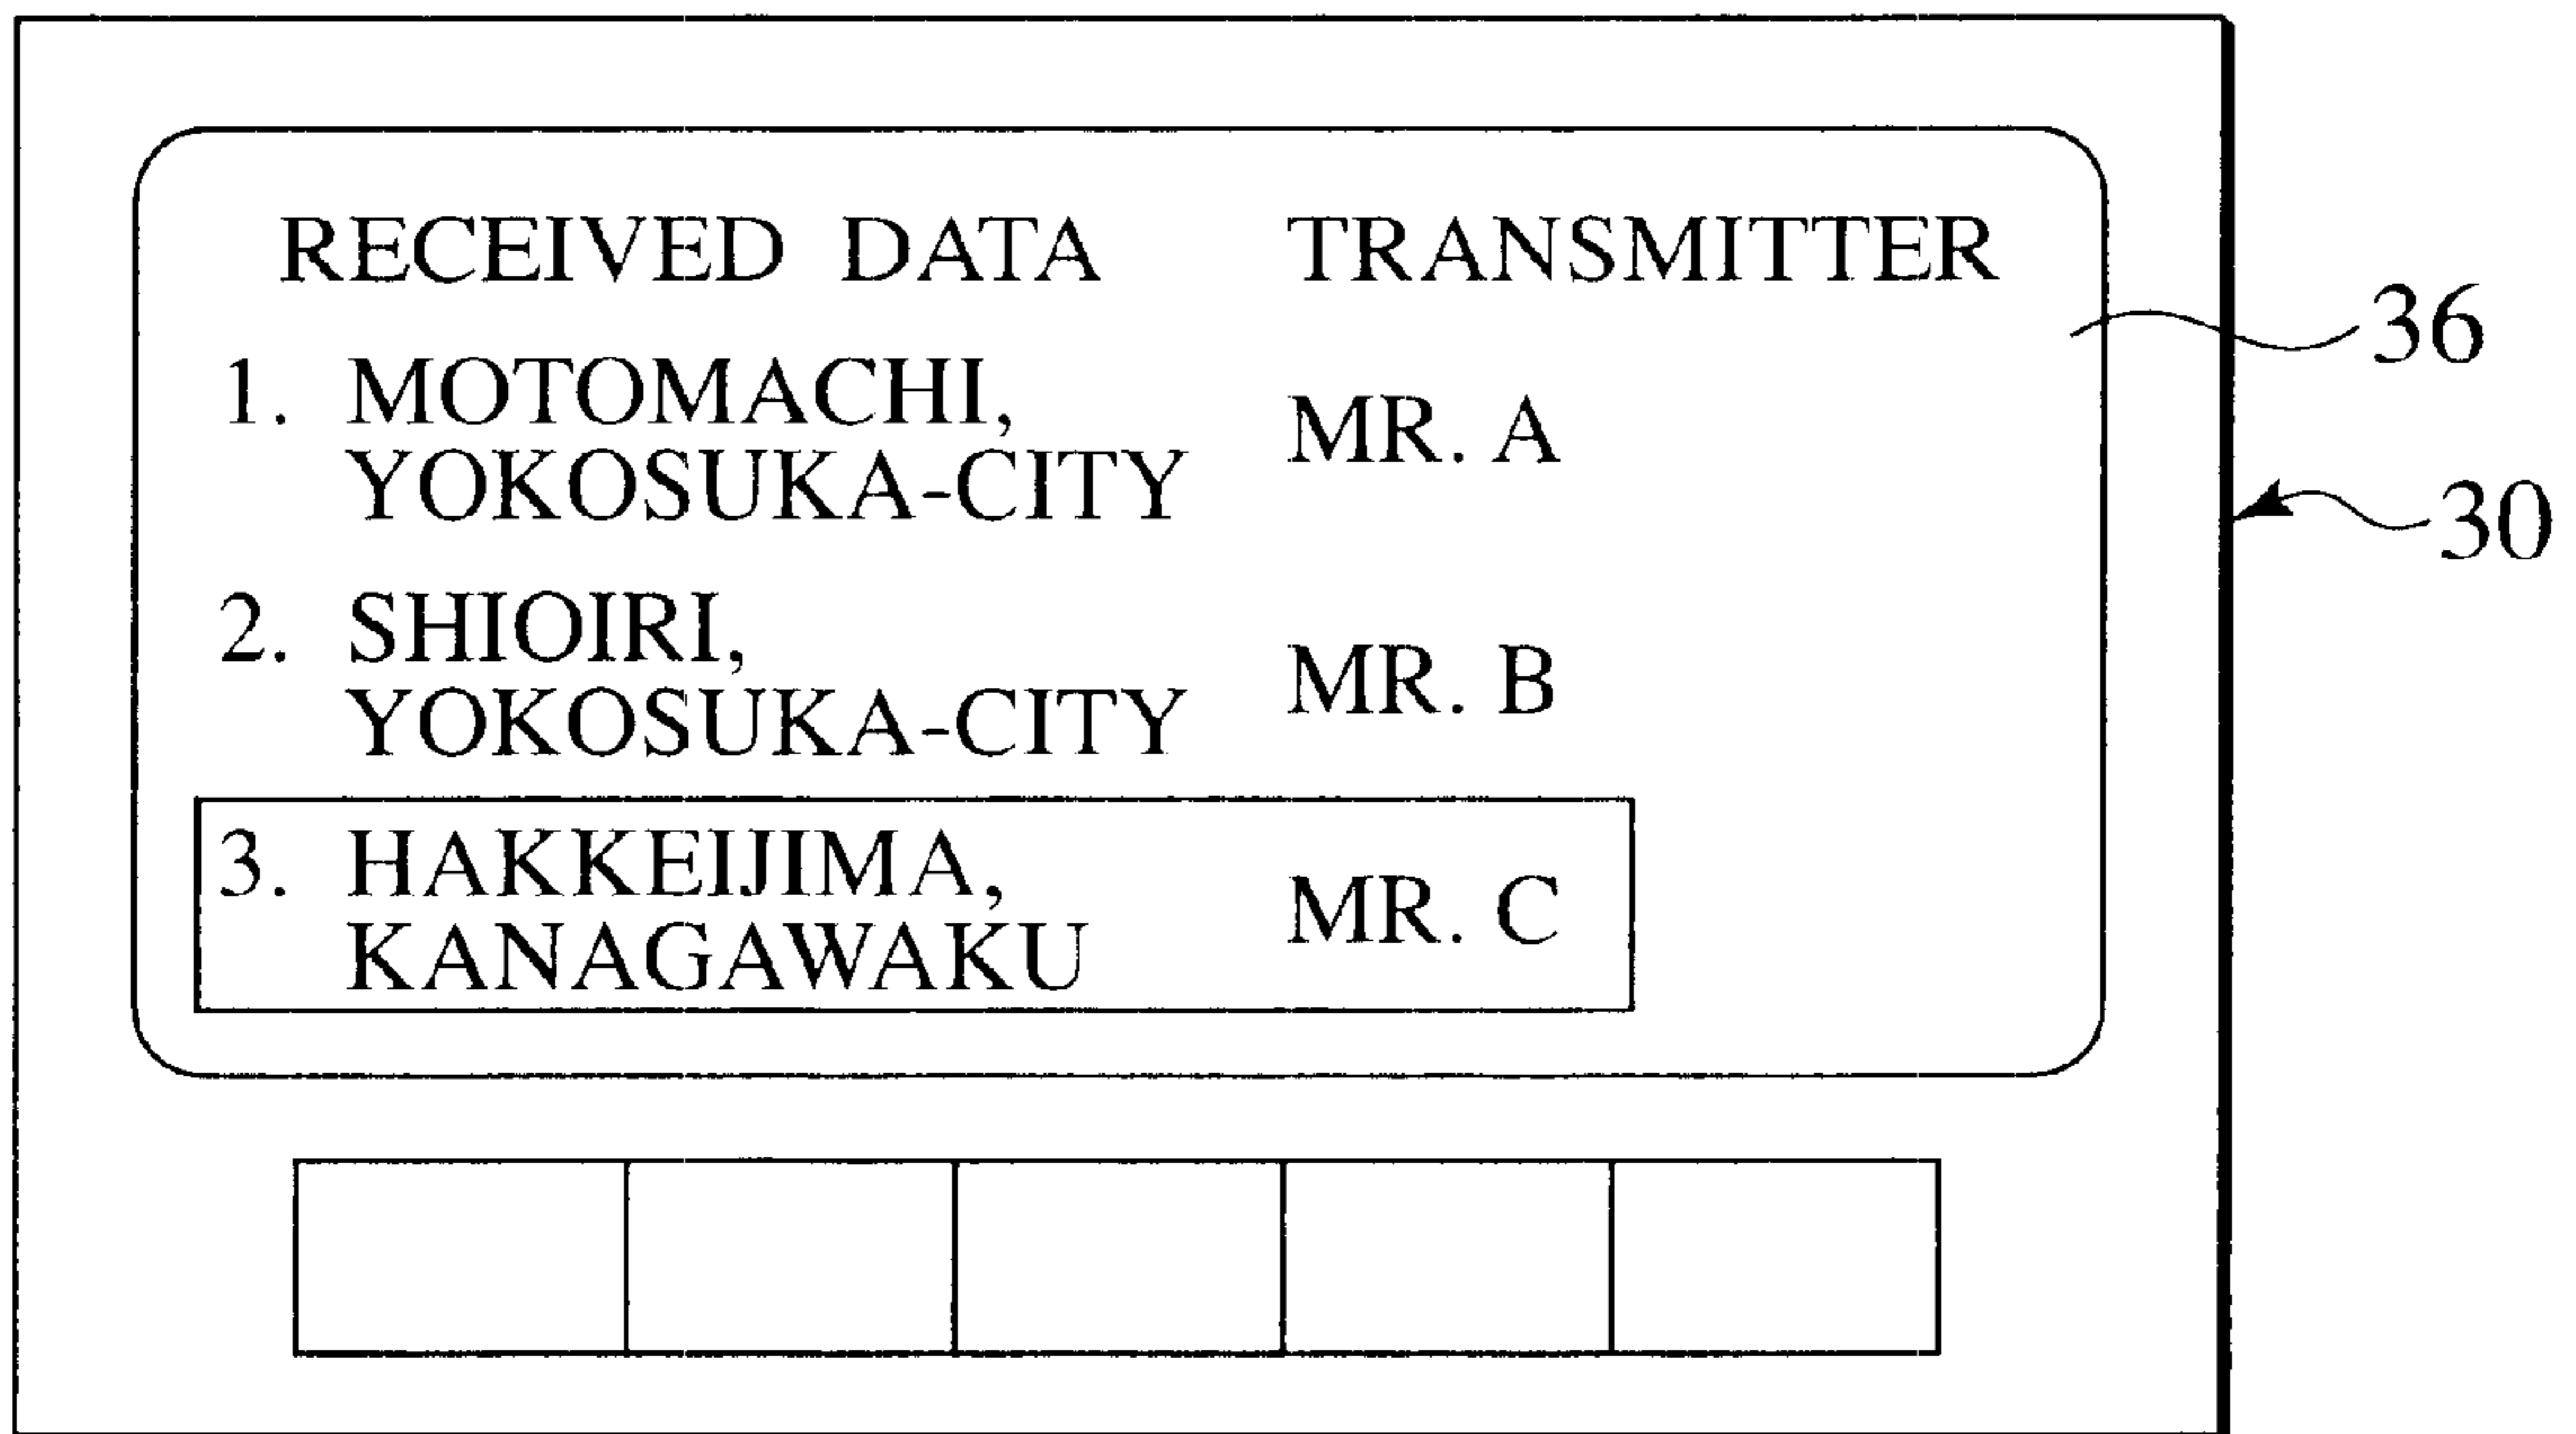 RECEIVED DATA TRANSMITTER
1. MOTOMACHI,
YOKOSUKA-CITY MR. A
2. SHIOIRI,
YOKOSUKA-CITY MR. B
3. HAKKEIJIMA,
KANAGAWAKU MR. C
36
30